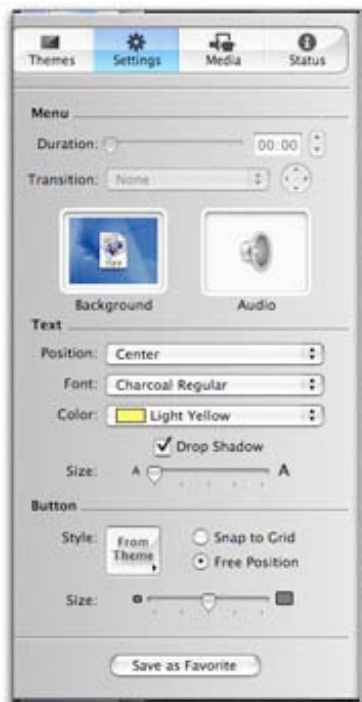 Themes Settings Media Status
Menu
Duration: 00:00
Transition: None
Background Audio
Text
Position: Center
Font: Charcoal Regular
Color: Light Yellow
Drop Shadow
Size: A A
Button
Style: From Theme
Snap to Grid
Free Position
Size:
Save as Favorite